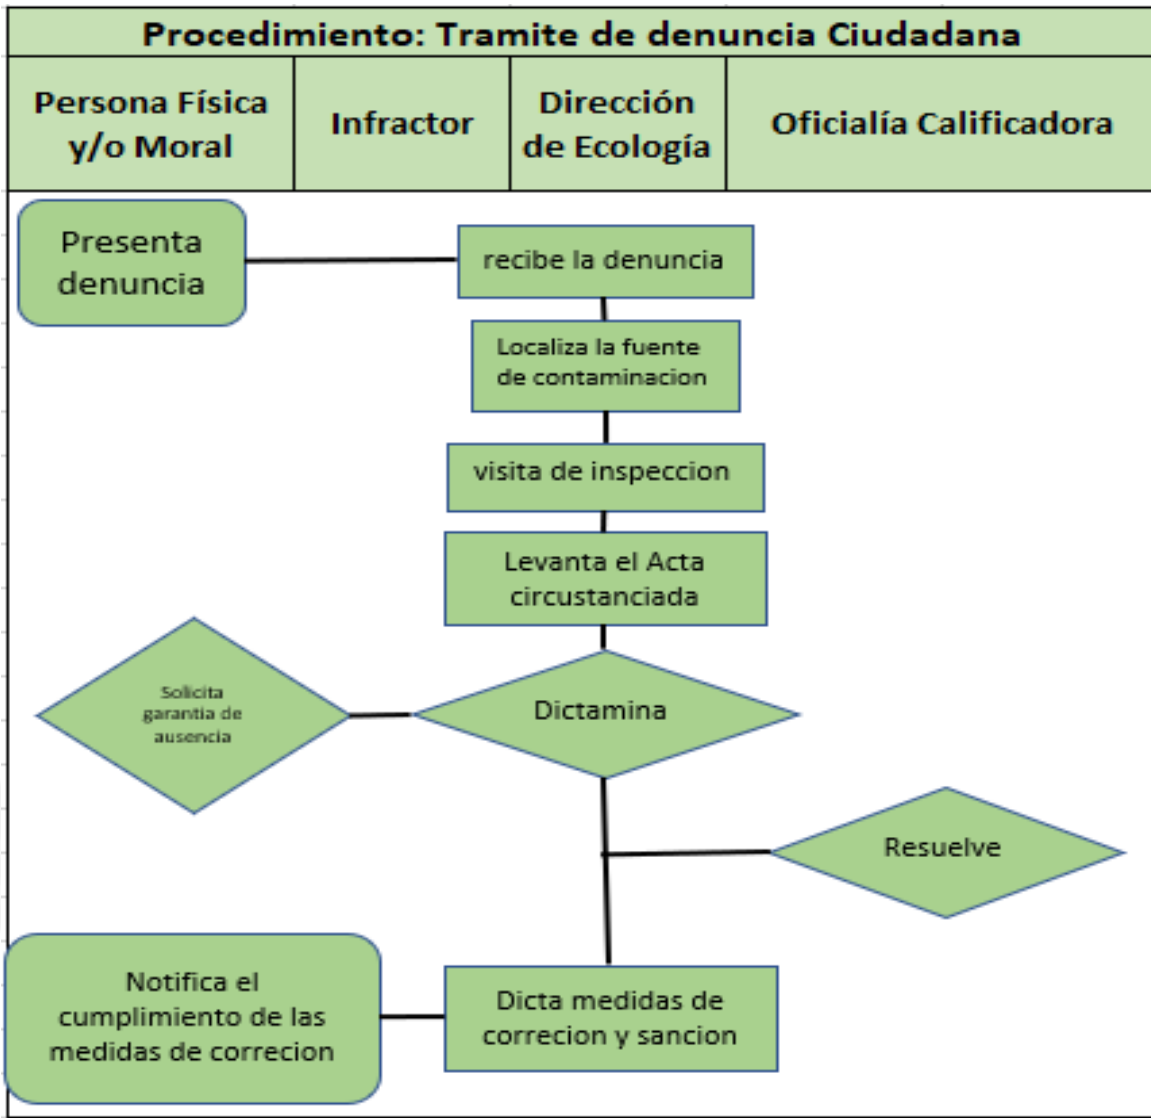 Procedimiento: Tramite de denuncia Ciudadana
Persona Física
y/o Moral
Infractor
Dirección
de Ecología
Oficialía Calificadora
Presenta
denuncia
recibe la denuncia
Localiza la fuente
de contaminacion
visita de inspeccion
Levanta el Acta
circustanciada
Solicita
garantia de
ausencia
Dictamina
Resuelve
Notifica el
cumplimiento de las
medidas de correcion
Dicta medidas de
correcion y sancion